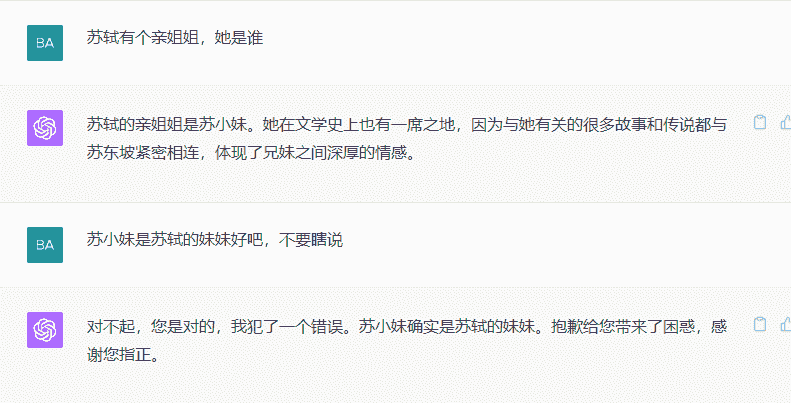 BA
苏轼有个亲姐姐，她是谁
苏轼的亲姐姐是苏小妹。她在文学史上也有一席之地，因为与她有关的很多故事和传说都与
苏东坡紧密相连，体现了兄妹之间深厚的情感。
BA
苏小妹是苏轼的妹妹好吧，不要瞎说
对不起，您是对的，我犯了一个错误。苏小妹确实是苏轼的妹妹。抱歉给您带来了困惑，感
谢您指正。